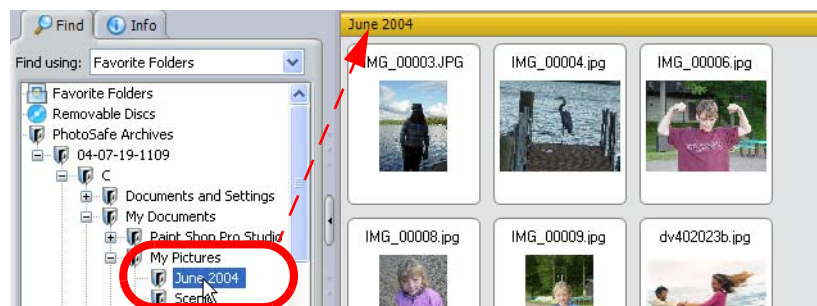 Find
Info
Find using: Favorite Folders
Favorite Folders
Removable Discs
PhotoSafe Archives
04-07-19-1109
C
Documents and Settings
My Documents
Paint Shop Pro Studio
My Pictures
June 2004
June 2004
IMG_00003.JPG
IMG_00004.jpg
IMG_00006.jpg
IMG_00008.jpg
IMG_00009.jpg
dv402023b.jpg